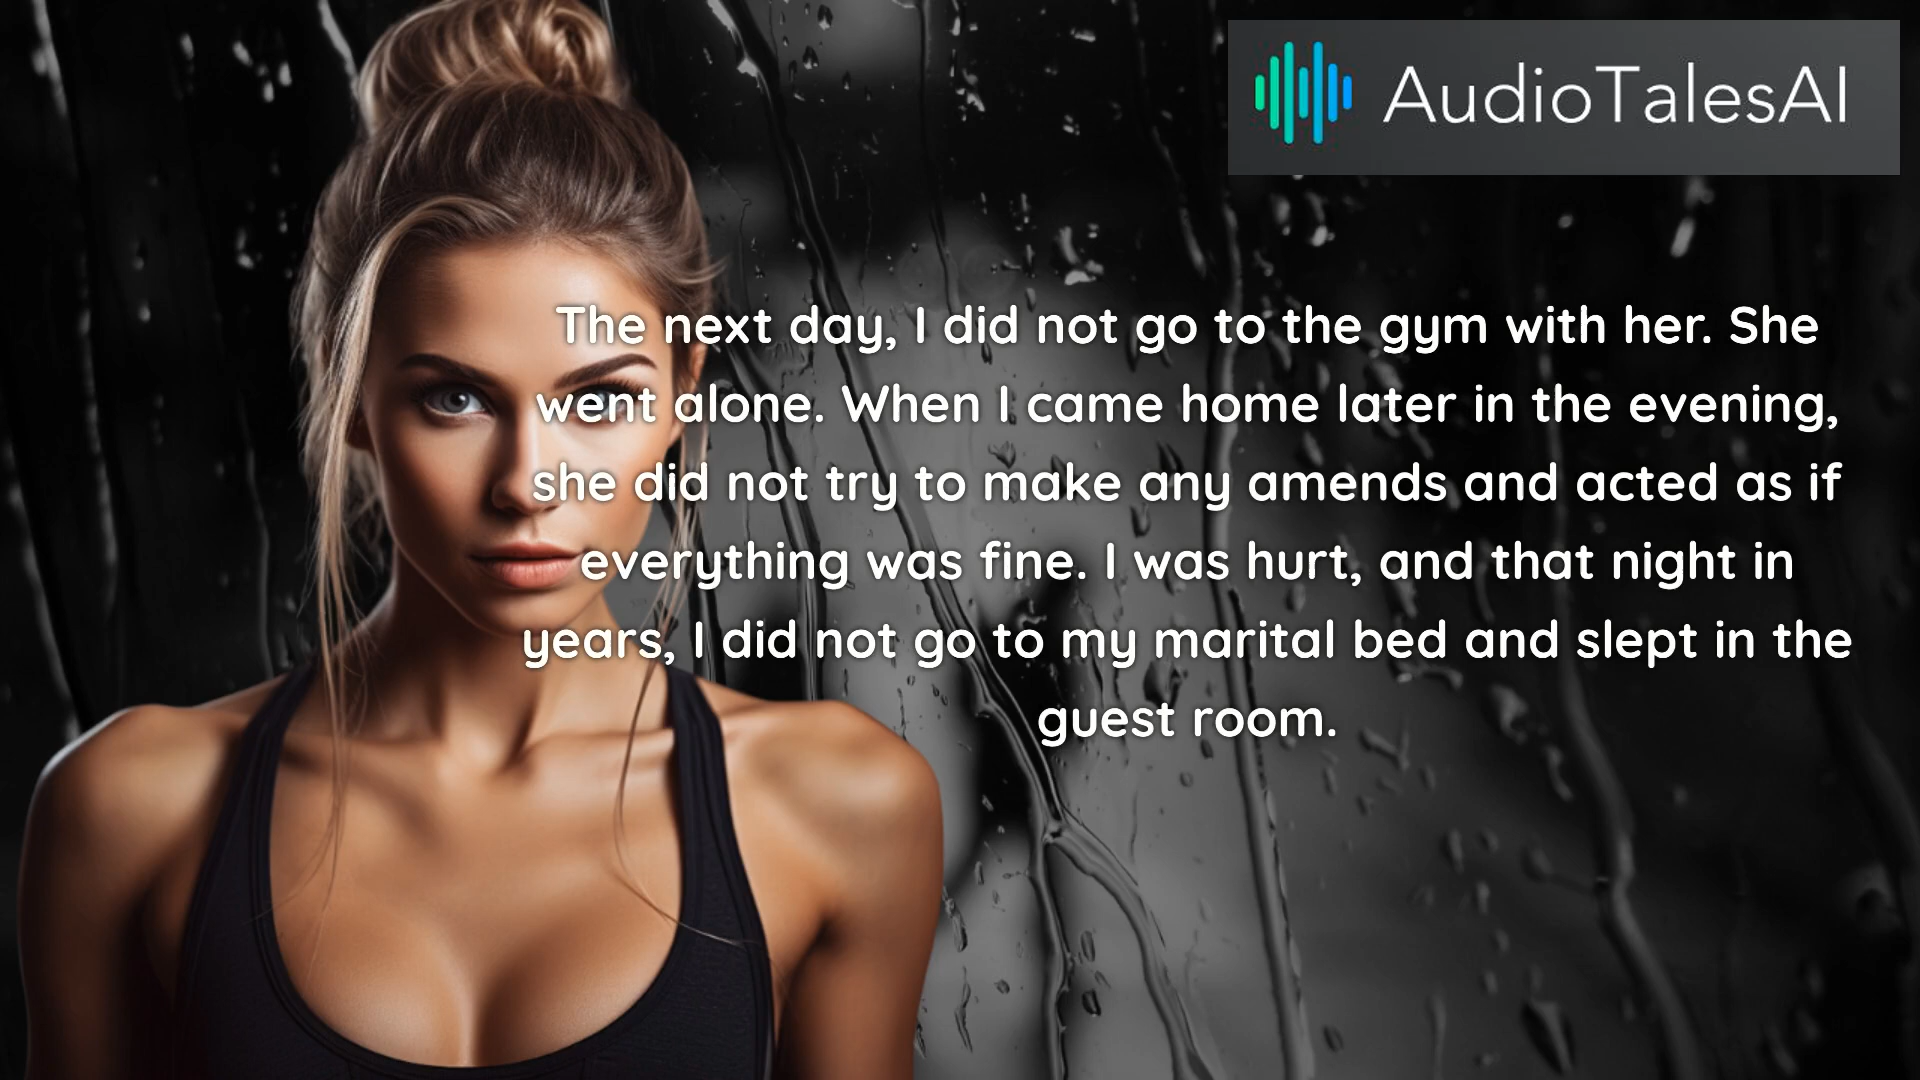 AudioTalesAI
The next day, I did not go to the gym with her. She
went alone. When I came home later in the evening,
she did not try to make any amends and acted as if
everything was fine. I was hurt, and that night in
years, I did not go to my marital bed and slept in the
guest room.